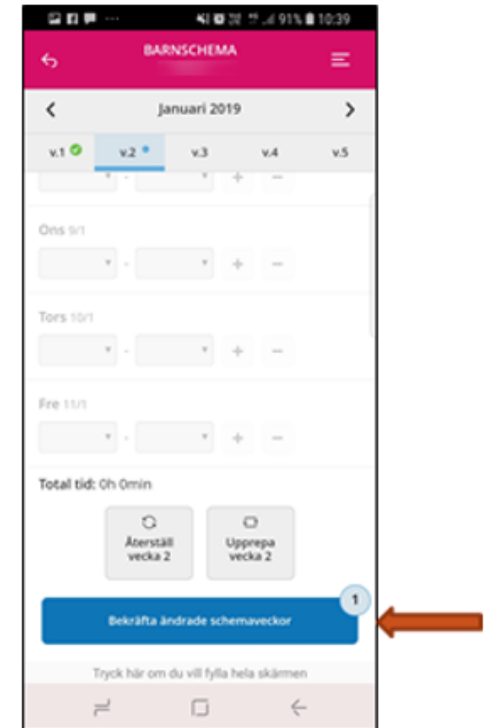 91% 10:39
BARNSCHEMA
Januari 2019
v.1 v.2 v.3 v.4 v.5
- + −
Ons 9/1
- + −
Tors 10/1
- + −
Fre 11/1
- + −
Total tid: 0h 0min
Återställ
vecka 2
Upprepa
vecka 2
1
Bekräfta ändrade schemaveckor
Tryck här om du vill fylla hela skärmen